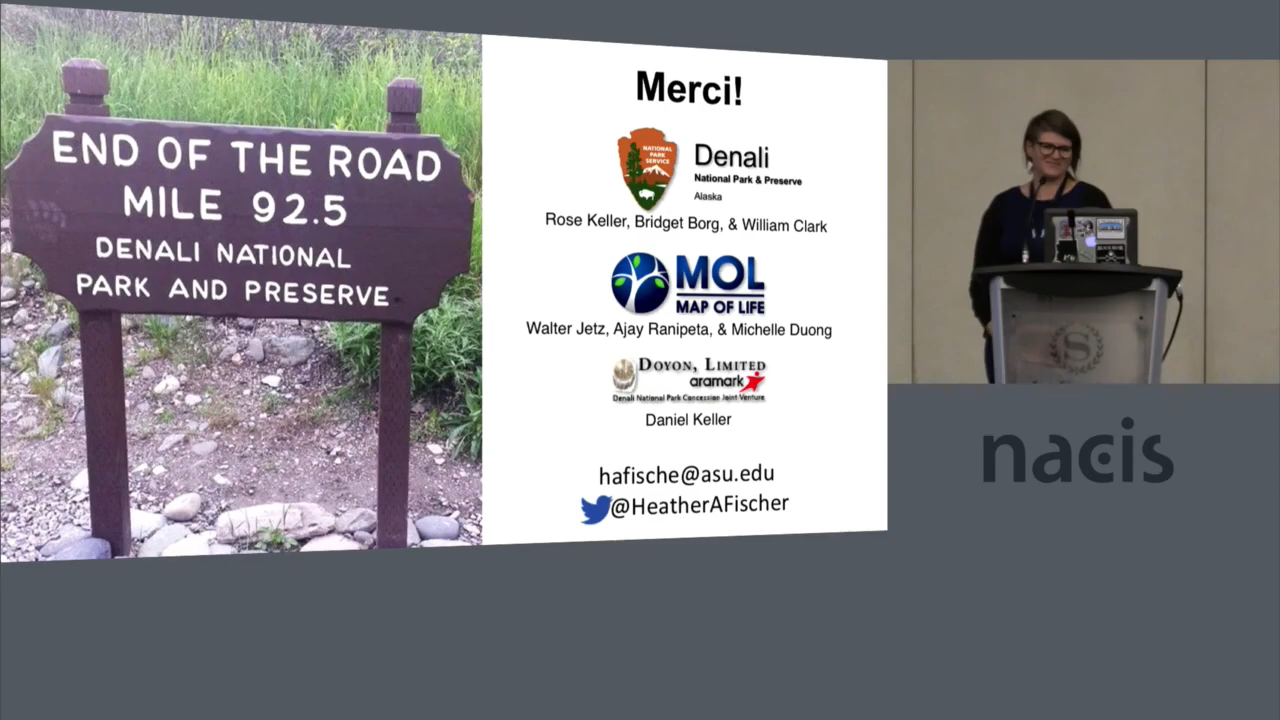 END OF THE ROAD
MILE 92.5
DENALI NATIONAL
PARK AND PRESERVE
Merci!
NATIONAL
PARK
SERVICE
Denali
National Park & Preserve
Alaska
Rose Keller, Bridget Borg, & William Clark
MOL
MAP OF LIFE
Walter Jetz, Ajay Ranipeta, & Michelle Duong
DOYON, LIMITED
aramark
Denali National Park Concession Joint Venture
Daniel Keller
hafische@asu.edu
@HeatherAFischer
S
nacis